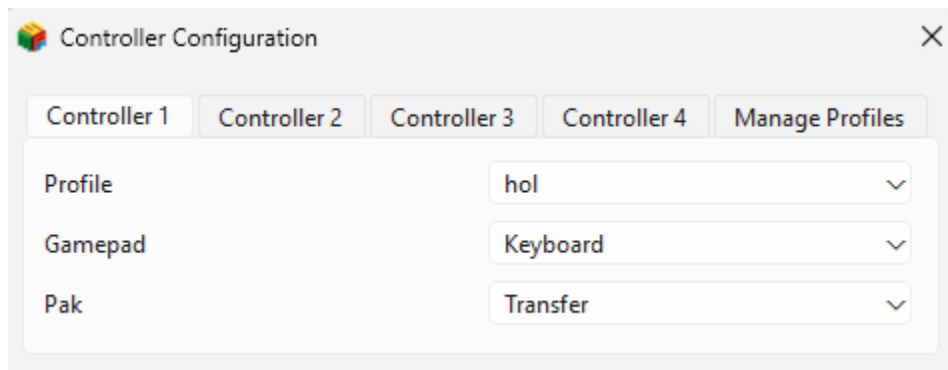 Controller Configuration
Controller 1 Controller 2 Controller 3 Controller 4 Manage Profiles
Profile hol
Gamepad Keyboard
Pak Transfer